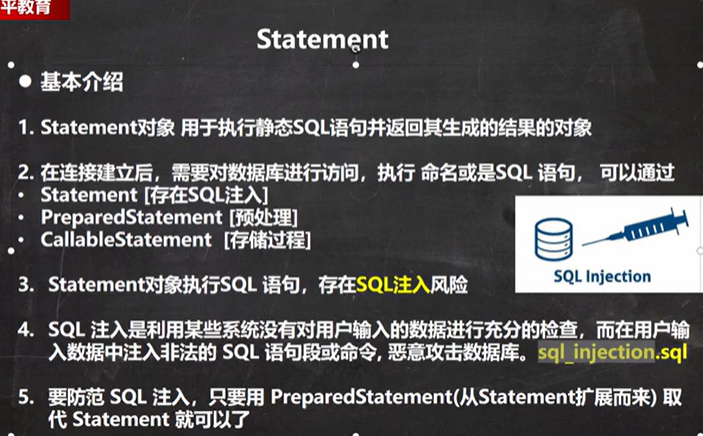 平教育
Statement
● 基本介绍
1. Statement对象 用于执行静态SQL语句并返回其生成的结果的对象
2. 在连接建立后，需要对数据库进行访问，执行 命名或是SQL 语句， 可以通过
• Statement [存在SQL注入]
• PreparedStatement [预处理]
• CallableStatement [存储过程]
SQL Injection
3. Statement对象执行SQL 语句，存在SQL注入风险
4. SQL 注入是利用某些系统没有对用户输入的数据进行充分的检查，而在用户输
入数据中注入非法的 SQL 语句段或命令, 恶意攻击数据库。sql_injection.sql
5. 要防范 SQL 注入，只要用 PreparedStatement(从Statement扩展而来) 取
代 Statement 就可以了